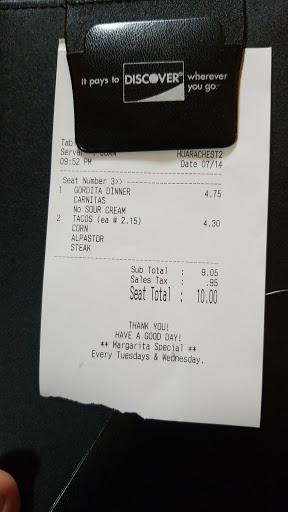 It pays to DISCOVER® wherever you go.
Tab
HUARACHEST2
09:52 PM Date 07/14
Seat Number 3>>
1 GORDITA DINNER 4.75
CARNITAS
No SOUR CREAM
2 TACOS (ea # 2.15) 4.30
CORN
ALPASTOR
STEAK
Sub Total : 9.05
Sales Tax : .95
Seat Total : 10.00
THANK YOU!
HAVE A GOOD DAY!
** Margarita Special **
Every Tuesdays & Wednesday.